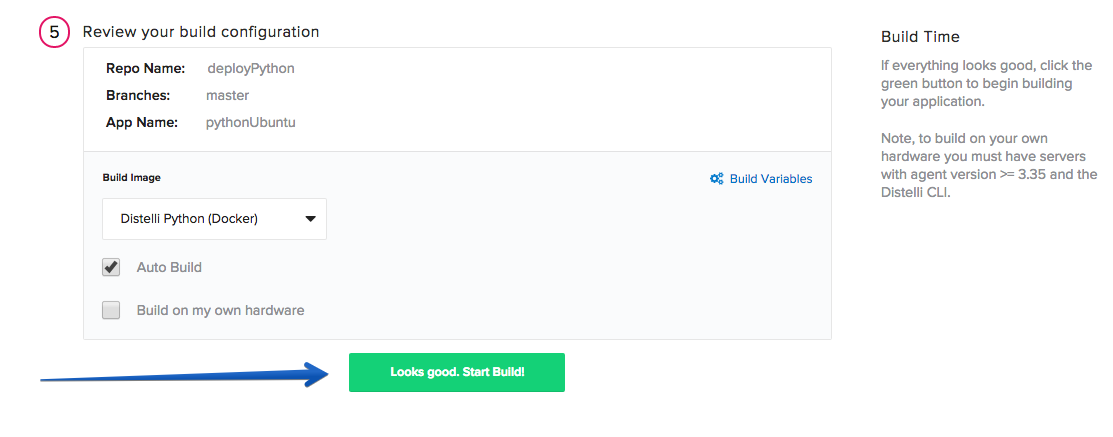 5 Review your build configuration
Repo Name: deployPython
Branches: master
App Name: pythonUbuntu
Build Image
Build Variables
Distelli Python (Docker)
Auto Build
Build on my own hardware
Looks good. Start Build!
Build Time
If everything looks good, click the
green button to begin building
your application.
Note, to build on your own
hardware you must have servers
with agent version >= 3.35 and the
Distelli CLI.